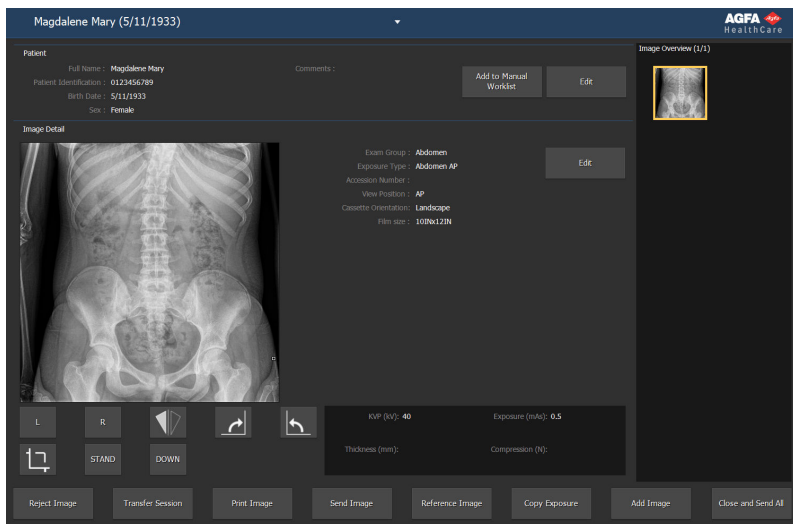 Magdalene Mary (5/11/1933)
AGFA
HealthCare
Patient
Full Name : Magdalene Mary
Comments :
Patient Identification : 0123456789
Birth Date : 5/11/1933
Sex : Female
Add to Manual
Worklist
Edit
Image Overview (1/1)
Image Detail
Exam Group : Abdomen
Exposure Type : Abdomen AP
Accession Number :
View Position : AP
Cassette Orientation: Landscape
Film size : 10INx12IN
Edit
L
R
STAND
DOWN
KVP (kV): 40
Exposure (mAs): 0.5
Thickness (mm):
Compression (N):
Reject Image
Transfer Session
Print Image
Send Image
Reference Image
Copy Exposure
Add Image
Close and Send All